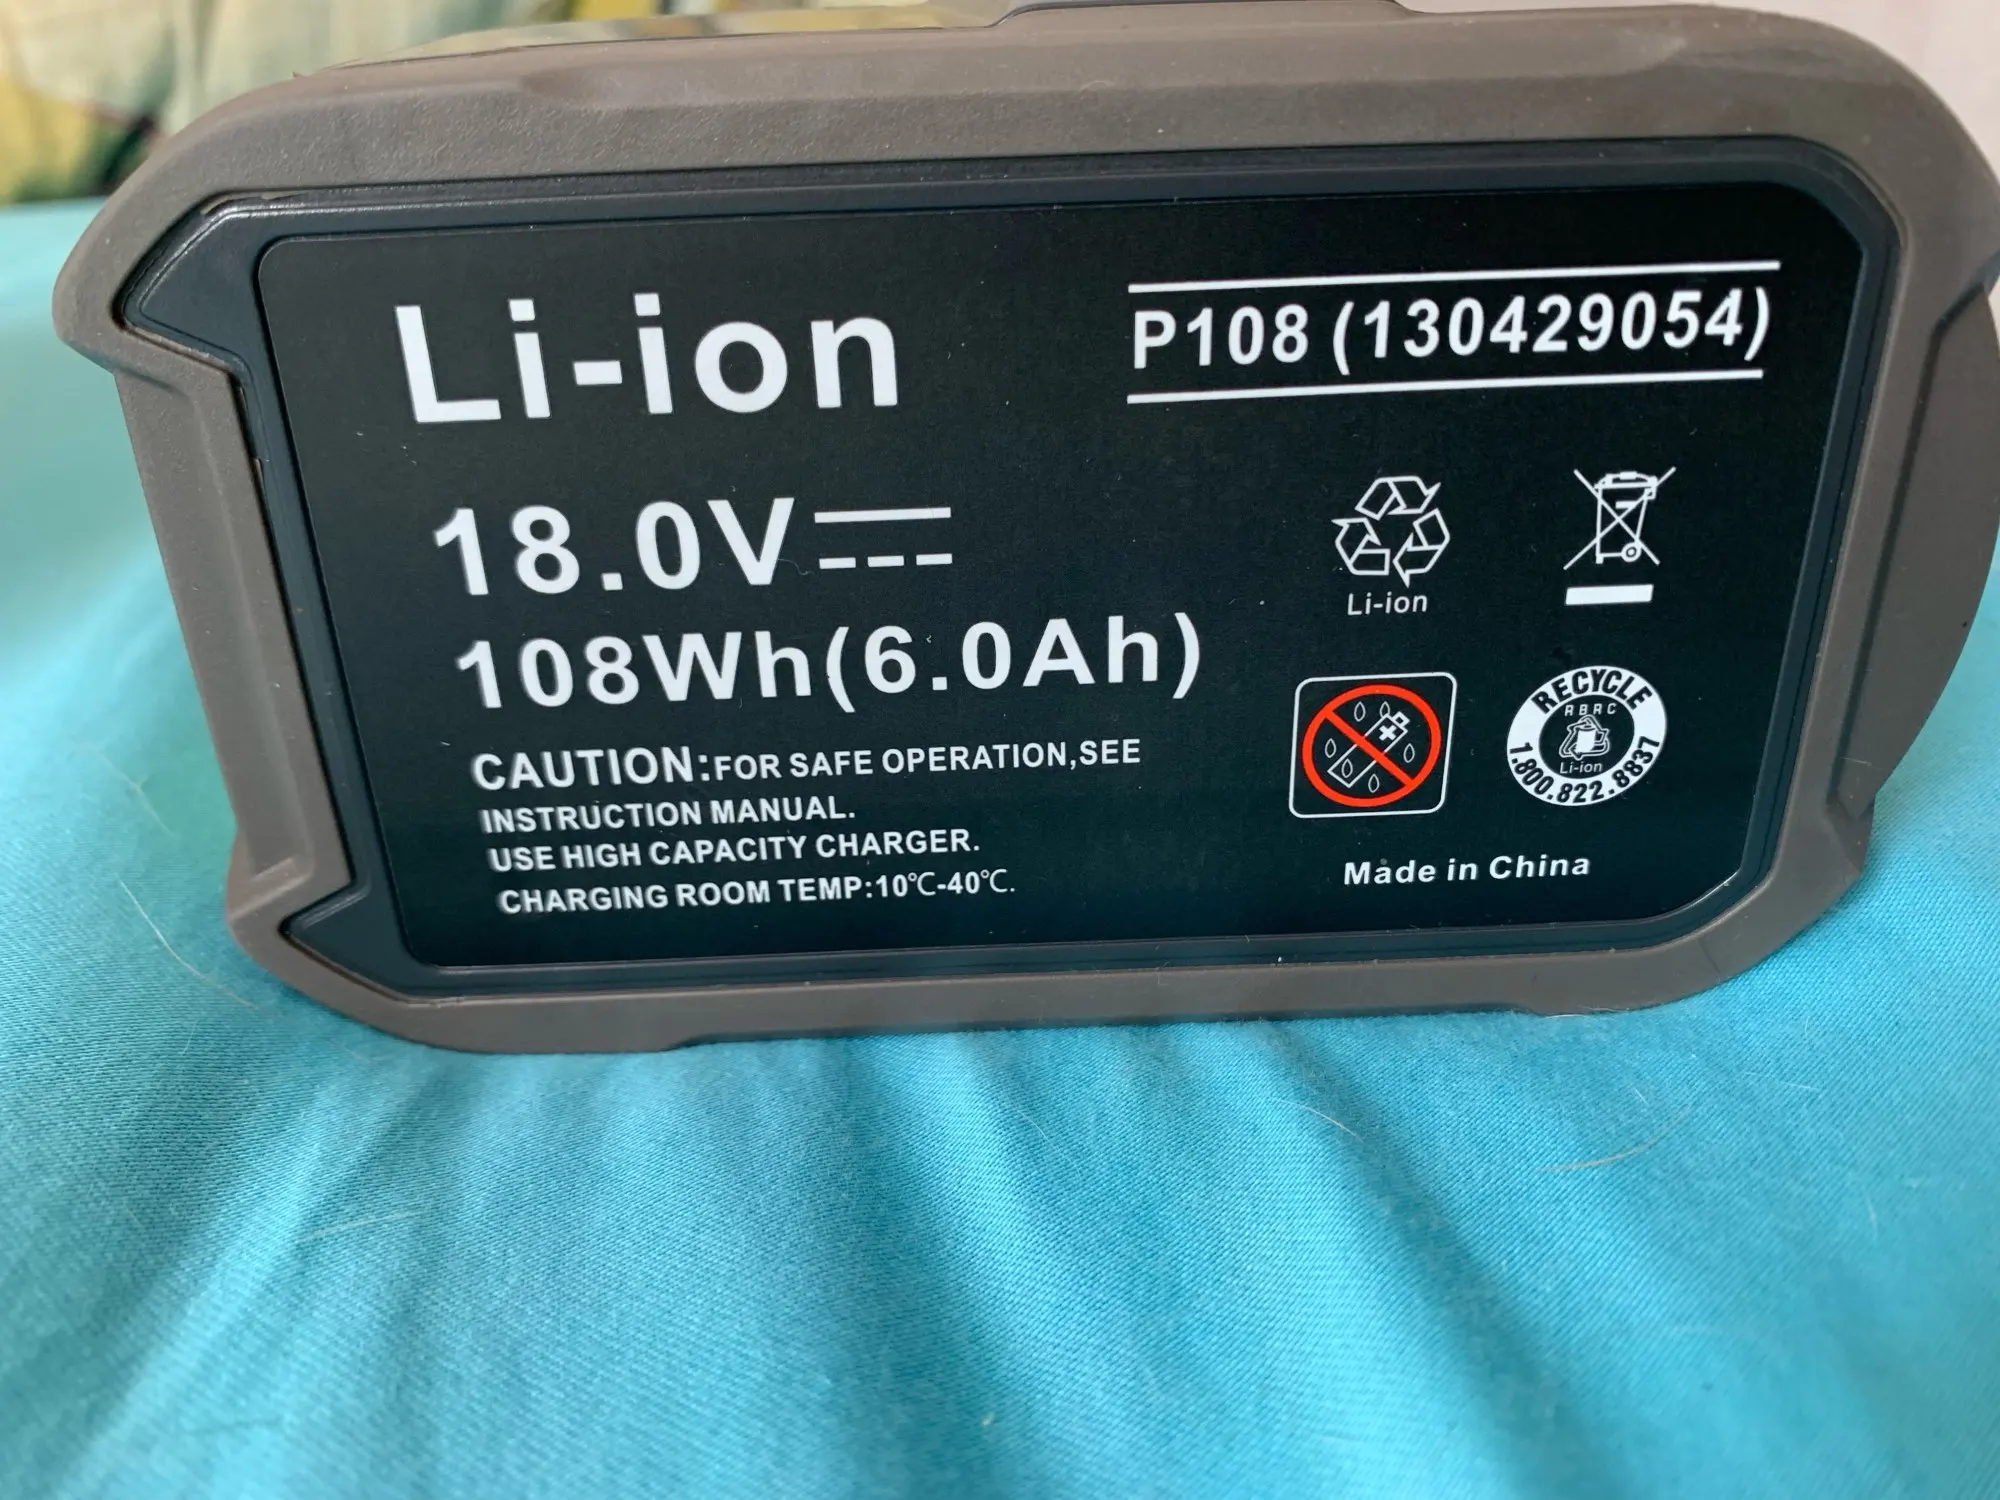 Li-ion
P108 (130429054)
18.0V
108Wh(6.0Ah)
CAUTION:FOR SAFE OPERATION,SEE
INSTRUCTION MANUAL.
USE HIGH CAPACITY CHARGER.
CHARGING ROOM TEMP:10℃-40℃.
Li-ion
RECYCLE
RBRC
Li-ion
1.800.822.8837
Made in China